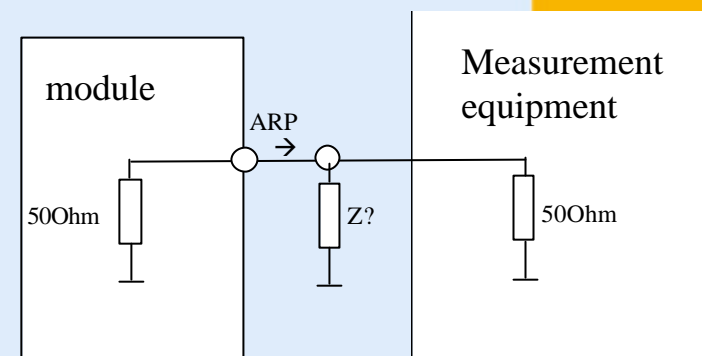 module
Measurement
equipment
ARP
→
50Ohm
Z?
50Ohm